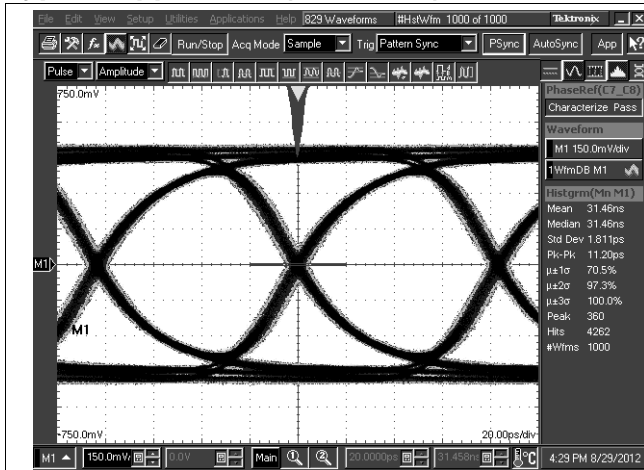 File Edit View Setup Utilities Applications Help 829 Waveforms #HstWfm 1000 of 1000 Tektronix
Run/Stop Acq Mode Sample Trig Pattern Sync PSync AutoSync App
Pulse Amplitude
750.0mV
PhaseRef(C7_C8)
Characterize Pass
Waveform
M1 150.0mV/div
1 WfmDB M1
Histgrm(Mn M1)
Mean 31.46ns
Median 31.46ns
Std Dev 1.811ps
Pk-Pk 11.20ps
µ±1σ 70.5%
µ±2σ 97.3%
µ±3σ 100.0%
Peak 360
Hits 4262
#Wfms 1000
M1
M1
-750.0mV 20.00ps/div
M1 150.0mV/ 0.0V Main 1 2 20.0000ps 31.458ns °C 4:29 PM 8/29/2012